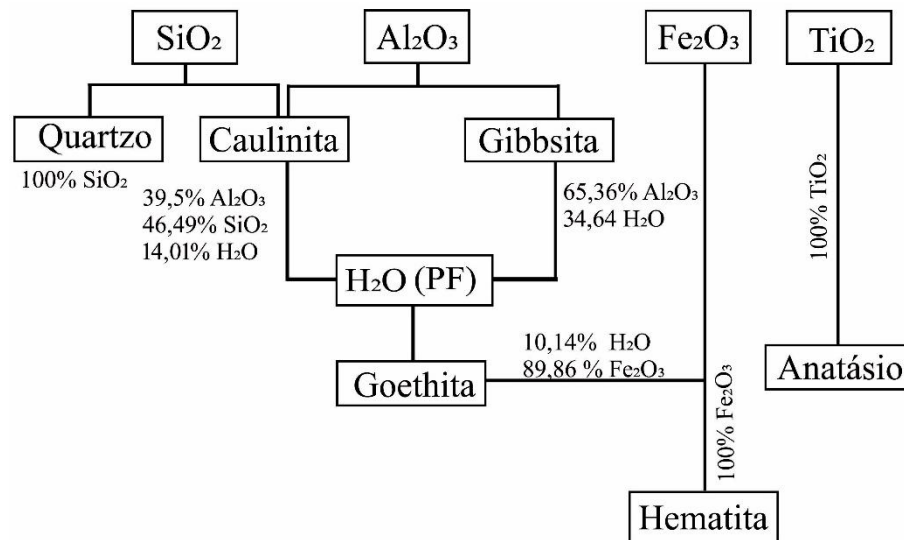 SiO₂
Al₂O₃
Fe₂O₃
TiO₂
Quartzo
Caulinita
Gibbsita
100% SiO₂
39,5% Al₂O₃
46,49% SiO₂
14,01% H₂O
65,36% Al₂O₃
34,64 H₂O
100% TiO₂
H₂O (PF)
10,14% H₂O
89,86 % Fe₂O₃
Goethita
Anatásio
100% Fe₂O₃
Hematita